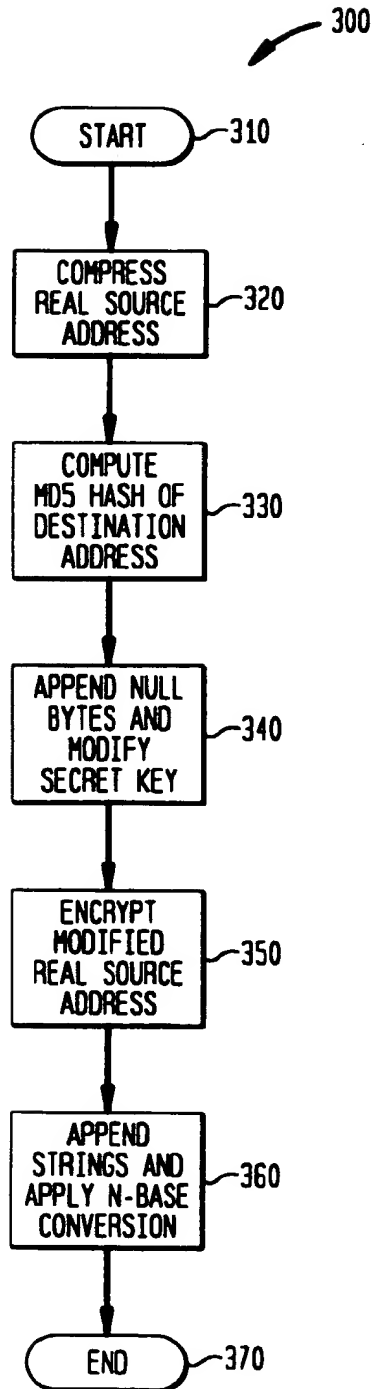 300
START
310
COMPRESS
REAL SOURCE
ADDRESS
320
COMPUTE
MD5 HASH OF
DESTINATION
ADDRESS
330
APPEND NULL
BYTES AND
MODIFY
SECRET KEY
340
ENCRYPT
MODIFIED
REAL SOURCE
ADDRESS
350
APPEND
STRINGS AND
APPLY N-BASE
CONVERSION
360
END
370